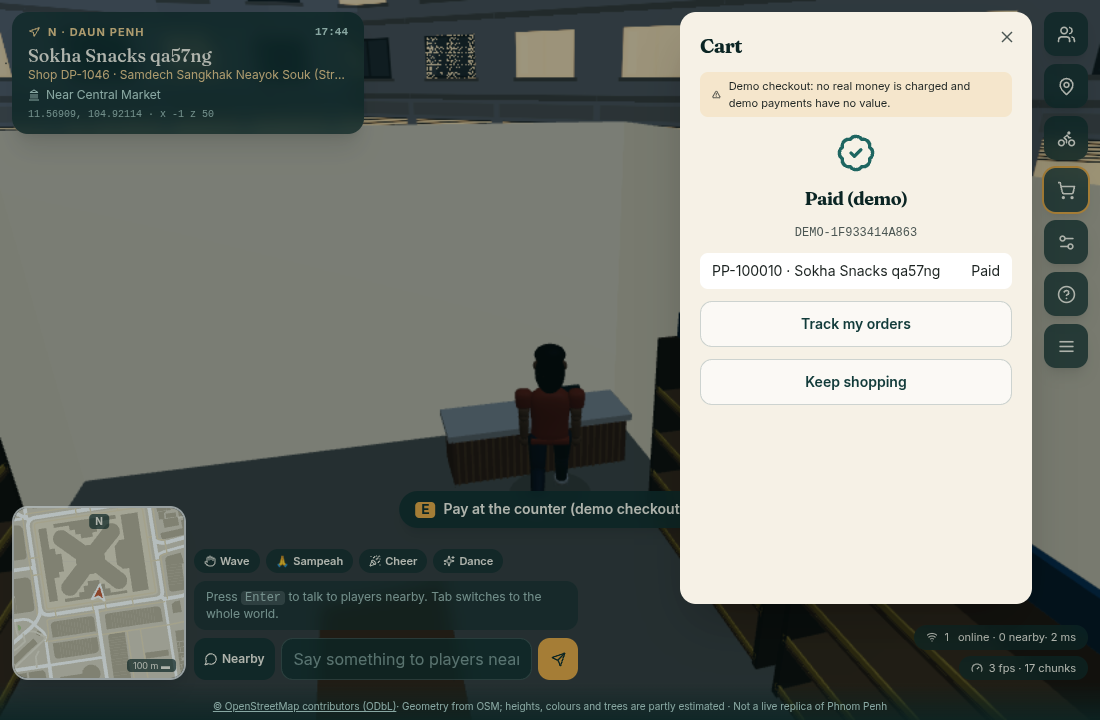 N · DAUN PENH
17:44
Sokha Snacks qa57ng
Shop DP-1046 · Samdech Sangkhak Neayok Souk (Str…
Near Central Market
11.56909, 104.92114 · x -1 z 50
Cart
Demo checkout: no real money is charged and
demo payments have no value.
Paid (demo)
DEMO-1F933414A863
PP-100010 · Sokha Snacks qa57ng
Paid
Track my orders
Keep shopping
E Pay at the counter (demo checkout
N
100 m
Wave
Sampeah
Cheer
Dance
Press Enter to talk to players nearby. Tab switches to the
whole world.
Nearby
Say something to players near
1 online · 0 nearby· 2 ms
3 fps · 17 chunks
© OpenStreetMap contributors (ODbL)· Geometry from OSM; heights, colours and trees are partly estimated · Not a live replica of Phnom Penh